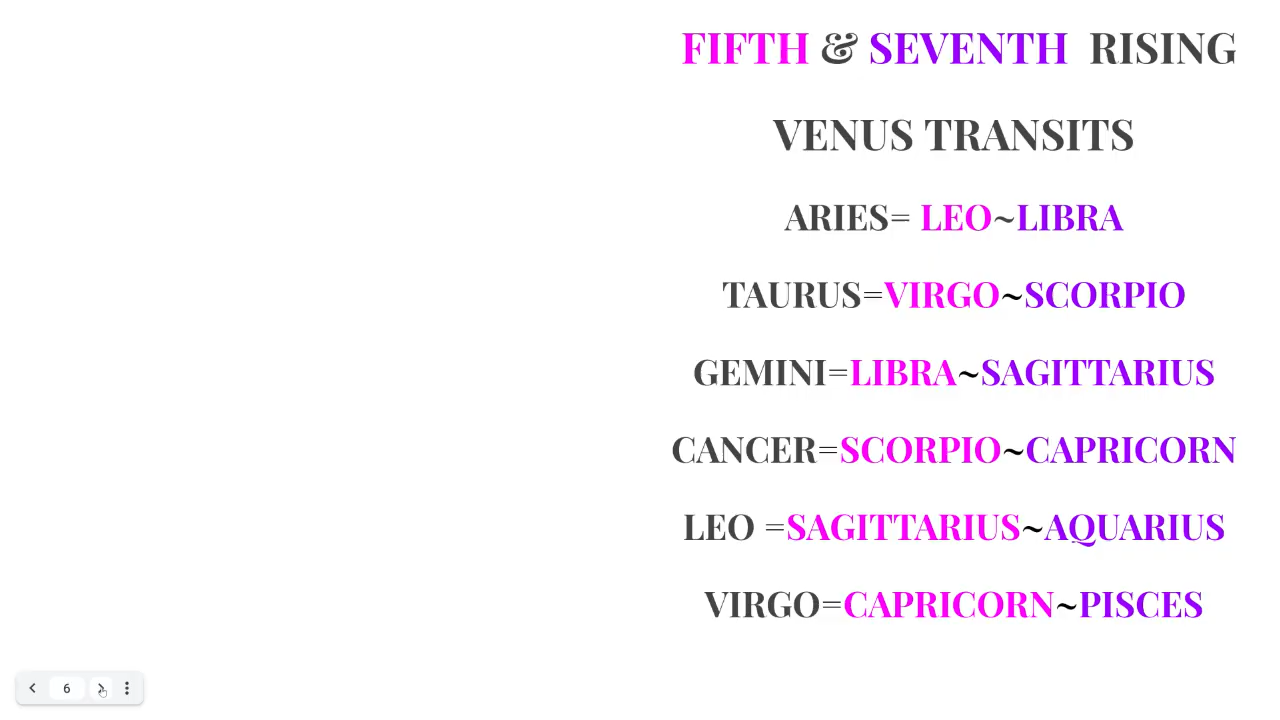 FIFTH & SEVENTH RISING
VENUS TRANSITS
ARIES= LEO~LIBRA
TAURUS=VIRGO~SCORPIO
GEMINI=LIBRA~SAGITTARIUS
CANCER=SCORPIO~CAPRICORN
LEO =SAGITTARIUS~AQUARIUS
VIRGO=CAPRICORN~PISCES
6